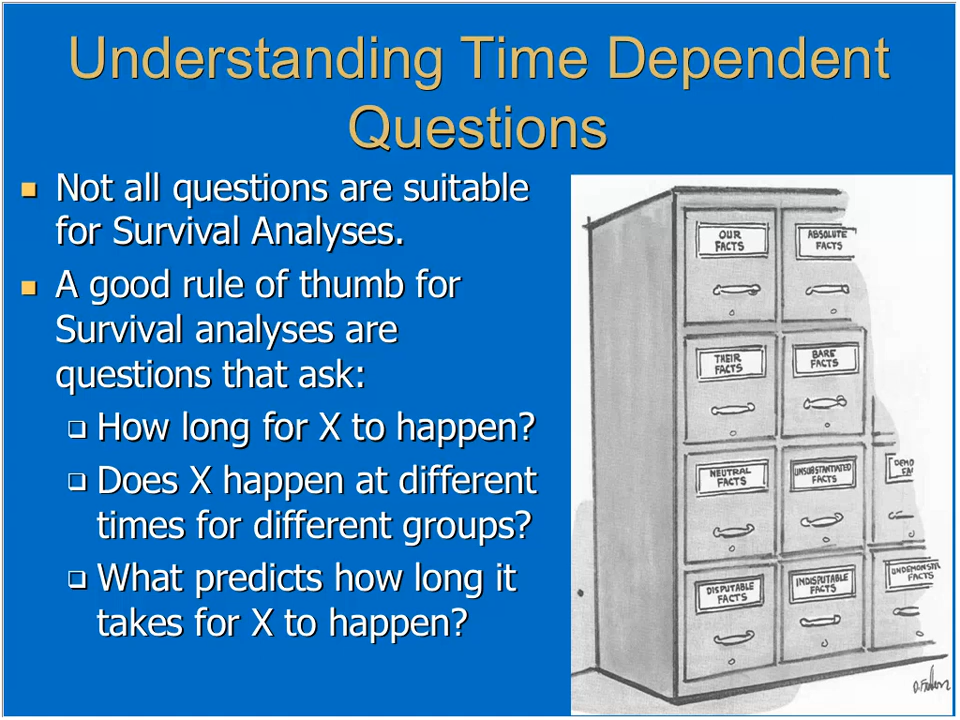 Understanding Time Dependent
Questions
Not all questions are suitable
for Survival Analyses.
A good rule of thumb for
Survival analyses are
questions that ask:
How long for X to happen?
Does X happen at different
times for different groups?
What predicts how long it
takes for X to happen?
OUR
FACTS
ABSOLUTE
FACTS
THEIR
FACTS
BARE
FACTS
NEUTRAL
FACTS
UNSUBSTANTIATED
FACTS
DEMO
FA
DISPUTABLE
FACTS
INDISPUTABLE
FACTS
UNDEMONSTR
FACTS